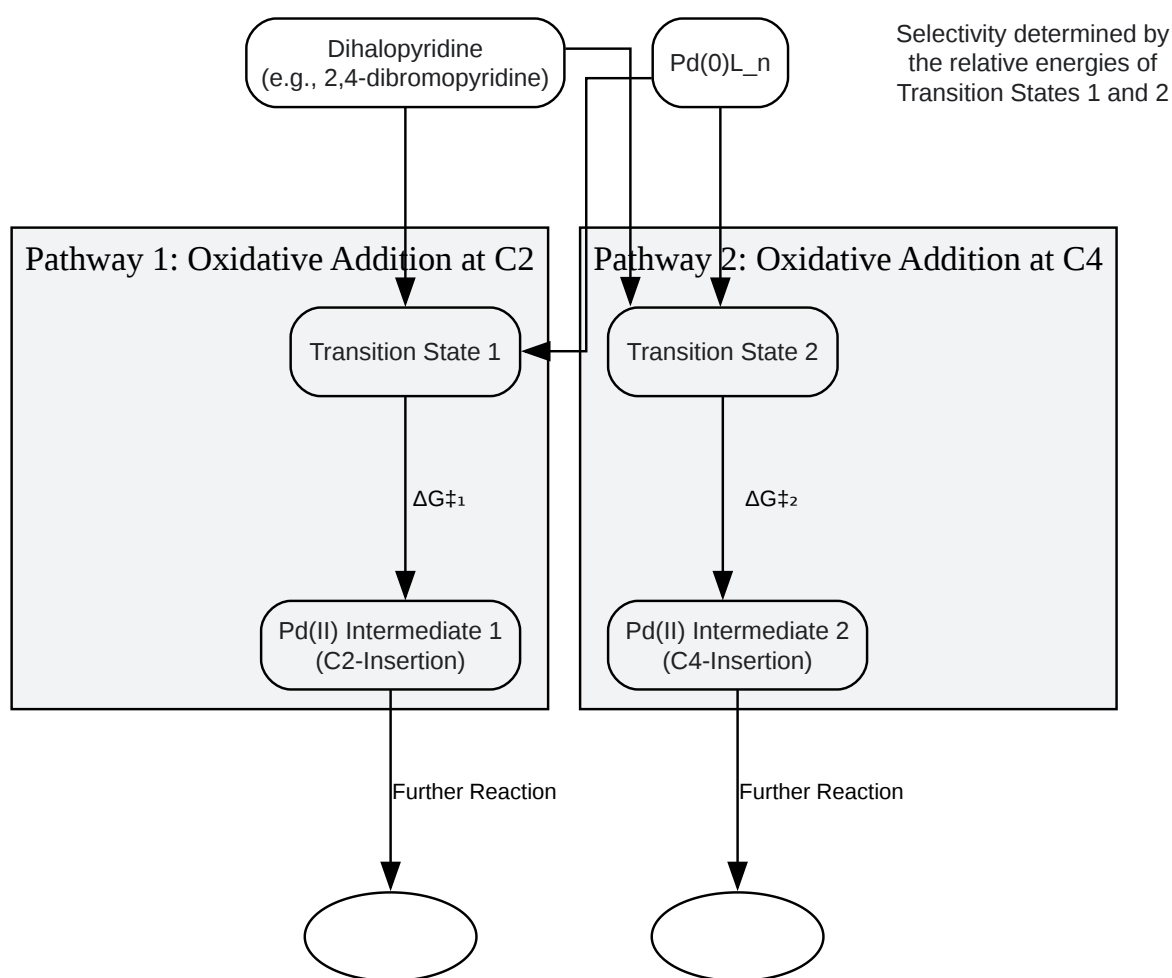 Dihalopyridine
(e.g., 2,4-dibromopyridine)
Pd(0)L_n
Selectivity determined by
the relative energies of
Transition States 1 and 2
Pathway 1: Oxidative Addition at C2
Pathway 2: Oxidative Addition at C4
Transition State 1
Transition State 2
ΔG‡₁
ΔG‡₂
Pd(II) Intermediate 1
(C2-Insertion)
Pd(II) Intermediate 2
(C4-Insertion)
Further Reaction
Further Reaction